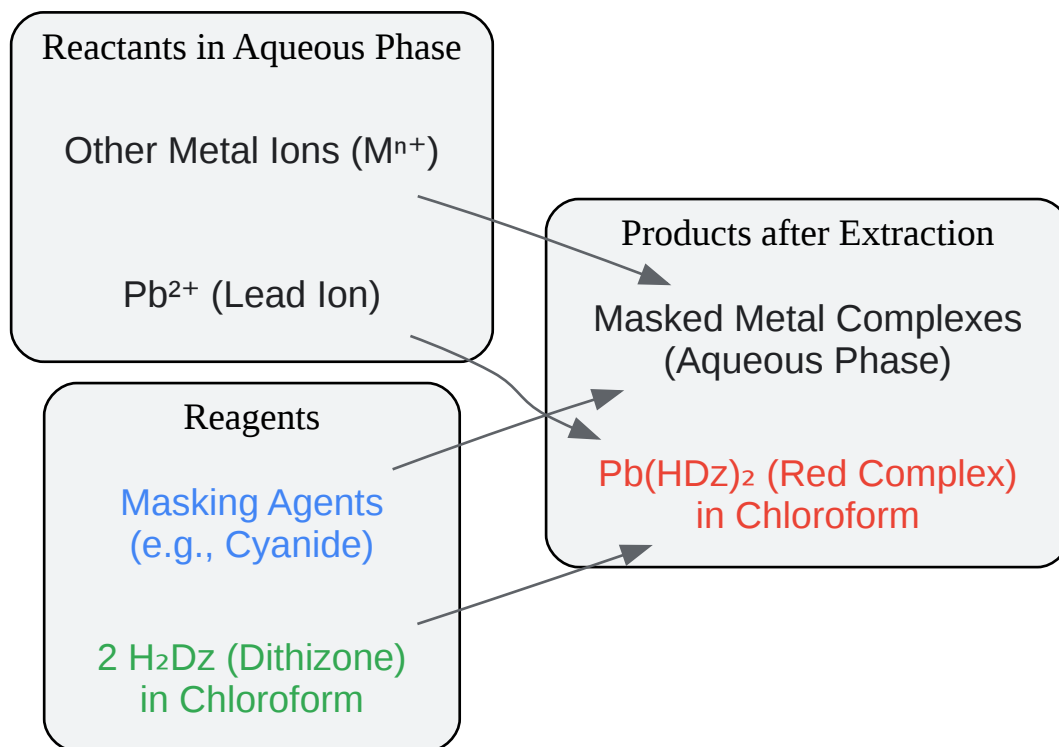 Reactants in Aqueous Phase
Other Metal Ions (Mⁿ⁺)
Pb²⁺ (Lead Ion)
Reagents
Masking Agents
(e.g., Cyanide)
2 H₂Dz (Dithizone)
in Chloroform
Products after Extraction
Masked Metal Complexes
(Aqueous Phase)
Pb(HDz)₂ (Red Complex)
in Chloroform